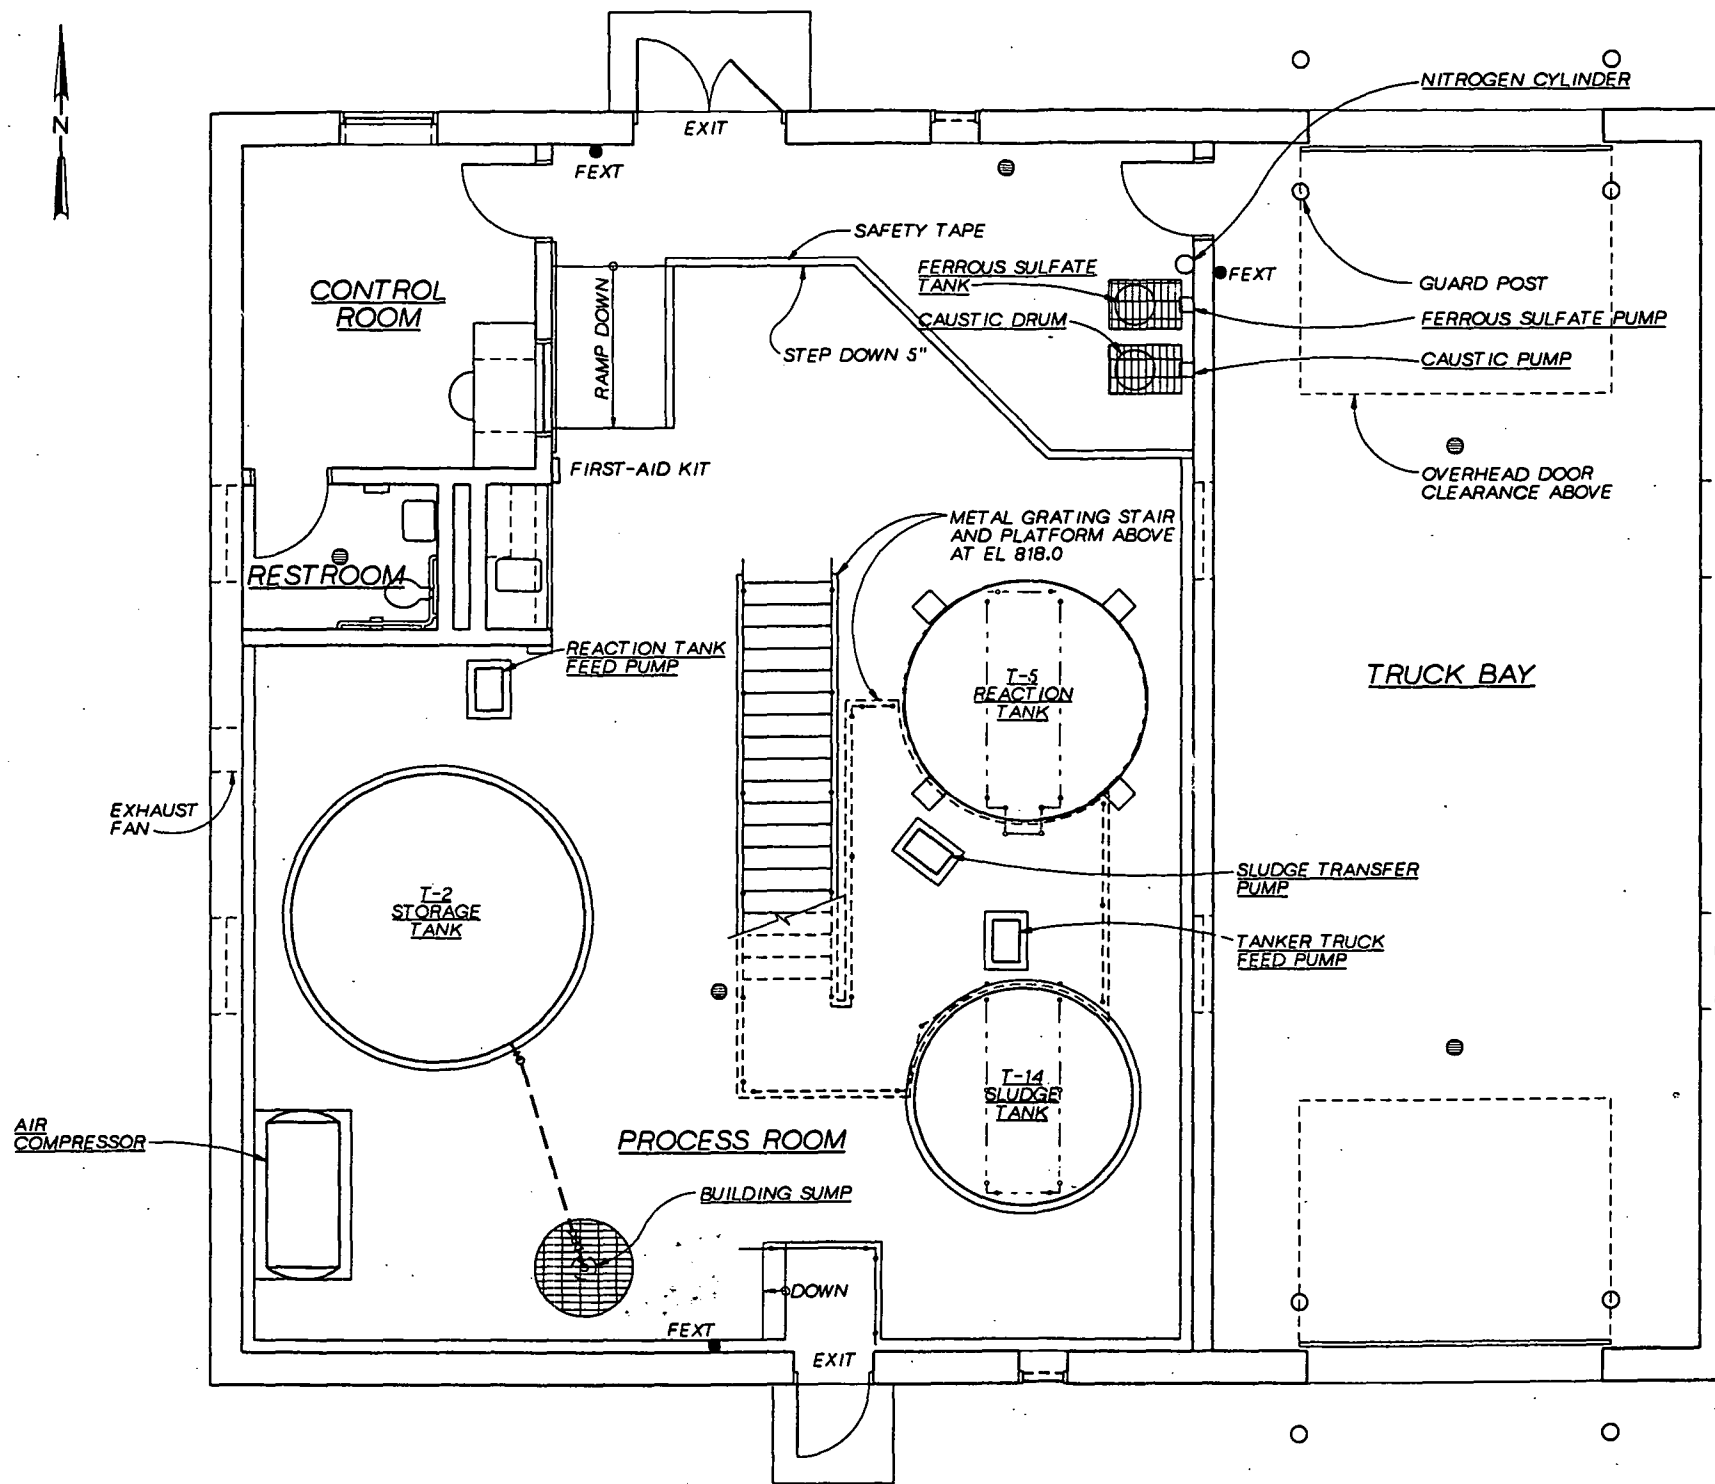 N
NITROGEN CYLINDER
EXIT
FEXT
SAFETY TAPE
FERROUS SULFATE
TANK
FEXT
GUARD POST
CONTROL
ROOM
CAUSTIC DRUM
FERROUS SULFATE PUMP
RAMP DOWN
STEP DOWN 5"
CAUSTIC PUMP
FIRST-AID KIT
OVERHEAD DOOR
CLEARANCE ABOVE
METAL GRATING STAIR
AND PLATFORM ABOVE
AT EL 818.0
RESTROOM
REACTION TANK
FEED PUMP
T-5
REACTION
TANK
TRUCK BAY
EXHAUST
FAN
SLUDGE TRANSFER
PUMP
T-2
STORAGE
TANK
TANKER TRUCK
FEED PUMP
T-14
SLUDGE
TANK
AIR
COMPRESSOR
PROCESS ROOM
BUILDING SUMP
DOWN
FEXT
EXIT